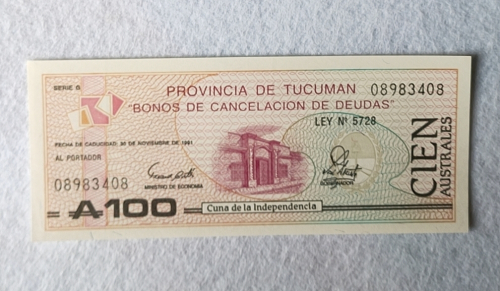 SERIE B
PROVINCIA DE TUCUMAN
08983408
"BONOS DE CANCELACION DE DEUDAS"
LEY Nº 5728
FECHA DE CADUCIDAD: 30 DE NOVIEMBRE DE 1991
AL PORTADOR
08983408
MINISTRO DE ECONOMIA
GOBERNADOR
CIEN
AUSTRALES
₳100
Cuna de la Independencia